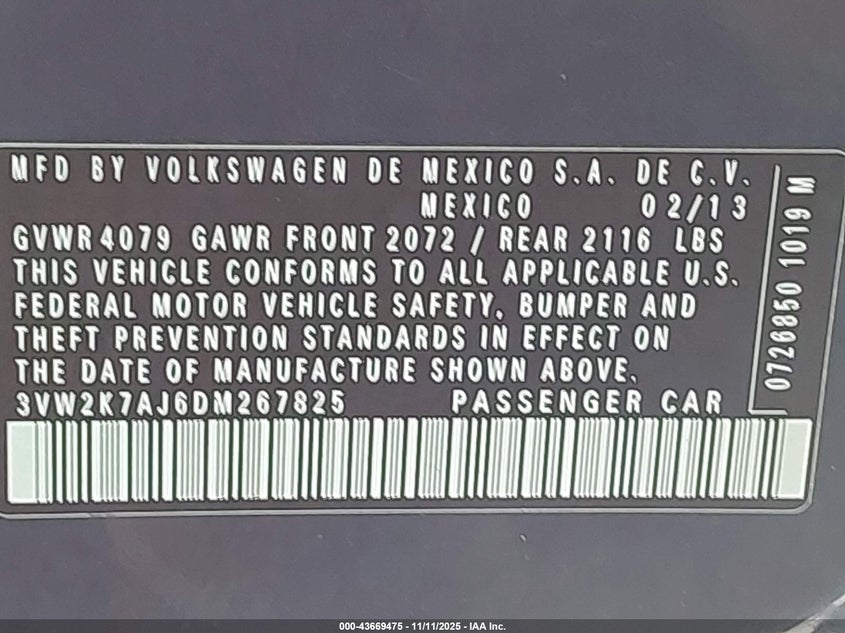 MFD BY VOLKSWAGEN DE MEXICO S.A. DE C.V.
MEXICO 02/13
GVWR 4079 GAWR FRONT 2072 / REAR 2116 LBS
THIS VEHICLE CONFORMS TO ALL APPLICABLE U.S.
FEDERAL MOTOR VEHICLE SAFETY, BUMPER AND
THEFT PREVENTION STANDARDS IN EFFECT ON
THE DATE OF MANUFACTURE SHOWN ABOVE.
3VW2K7AJ6DM267825 PASSENGER CAR
0726850 1019 M
000-43669475 - 11/11/2025 - IAA Inc.